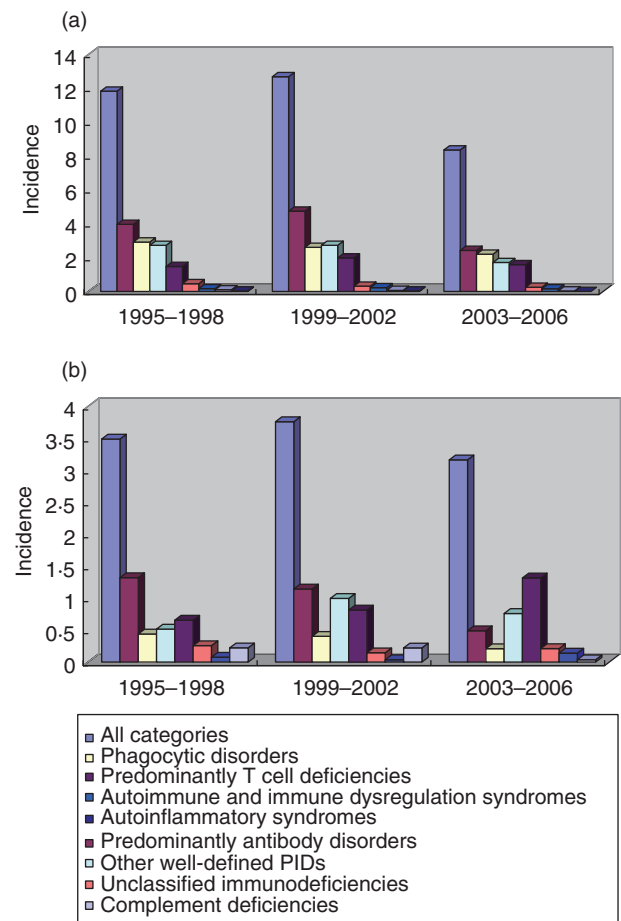 (a)
14
12
10
8
6
4
2
0
Incidence
1995–1998
1999–2002
2003–2006
(b)
4
3·5
3
2·5
2
1·5
1
0·5
0
Incidence
1995–1998
1999–2002
2003–2006
All categories
Phagocytic disorders
Predominantly T cell deficiencies
Autoimmune and immune dysregulation syndromes
Autoinflammatory syndromes
Predominantly antibody disorders
Other well-defined PIDs
Unclassified immunodeficiencies
Complement deficiencies